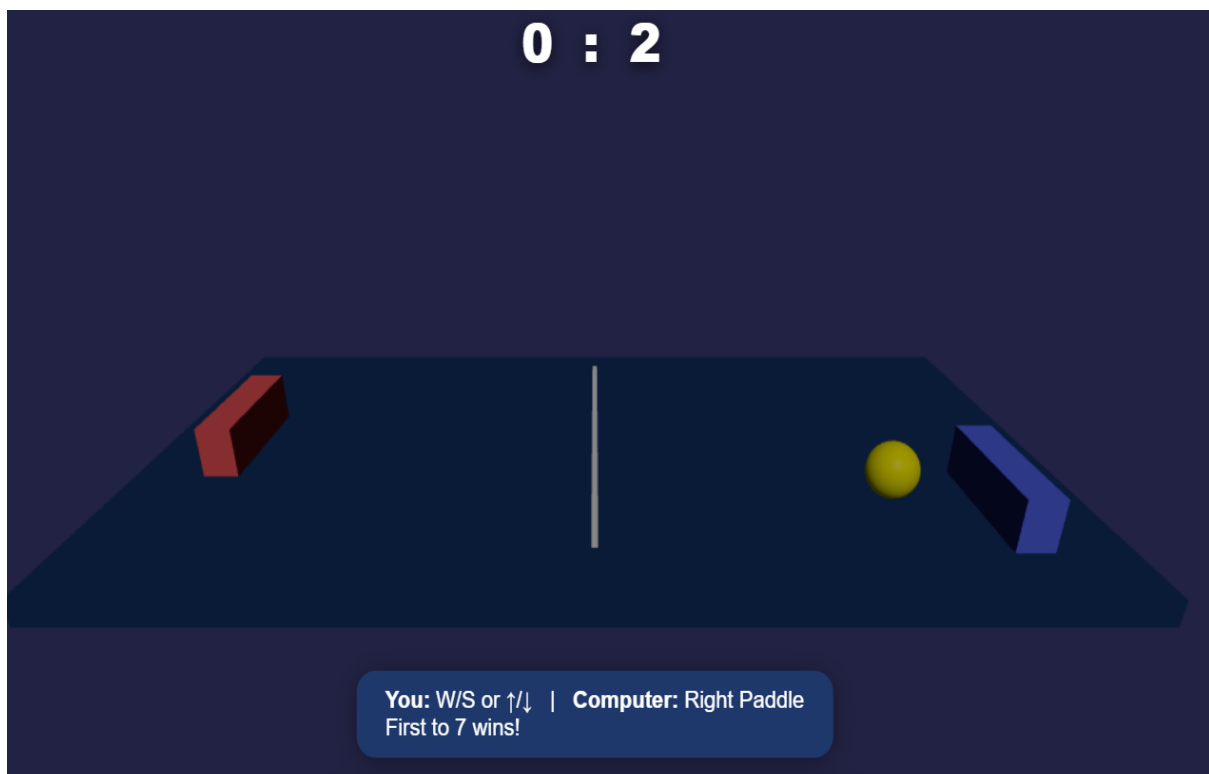 0 : 2
You: W/S or ↑/↓ | Computer: Right Paddle
First to 7 wins!